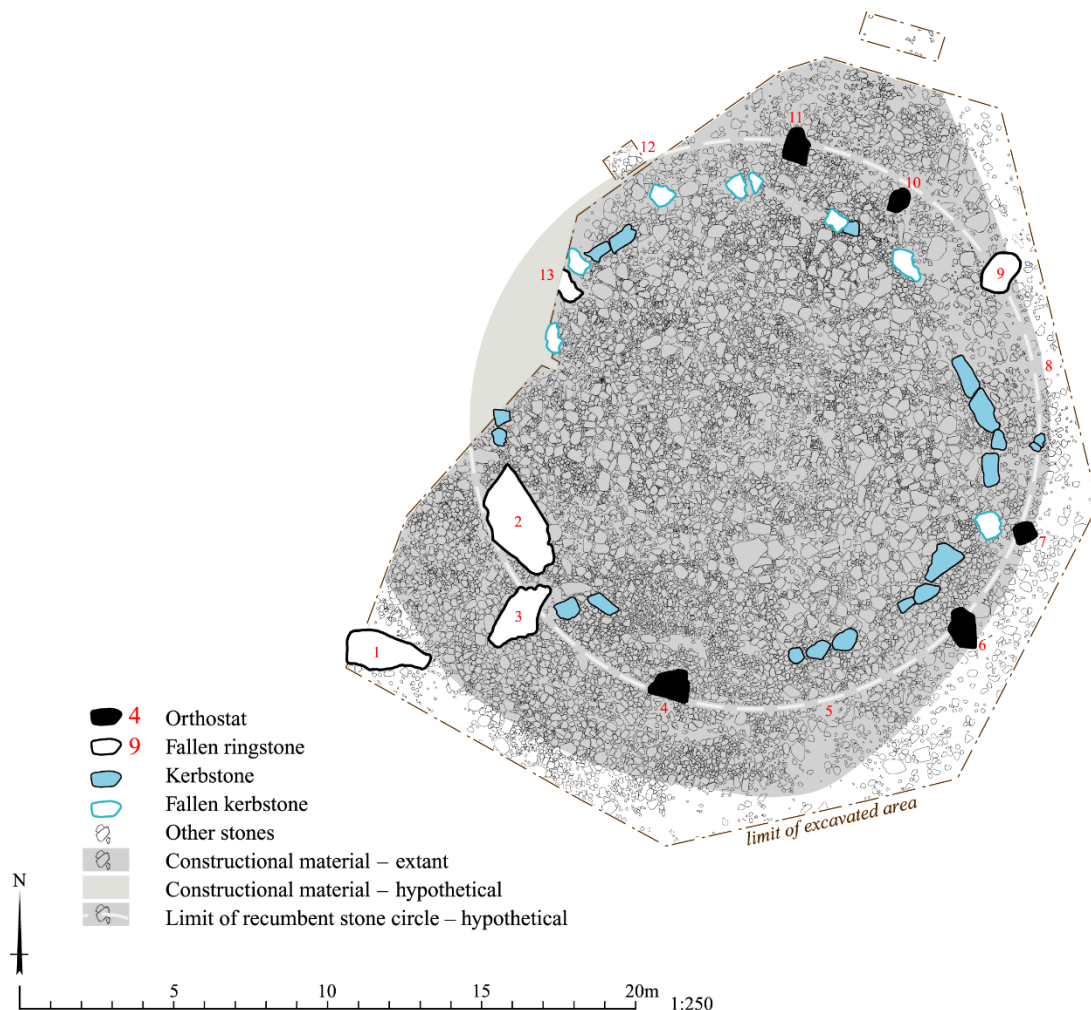 11
12
10
13
9
8
2
7
3
6
1
4
5
limit of excavated area
4 Orthostat
9 Fallen ringstone
Kerbstone
Fallen kerbstone
Other stones
Constructional material – extant
Constructional material – hypothetical
Limit of recumbent stone circle – hypothetical
N
5 10 15 20m
1:250